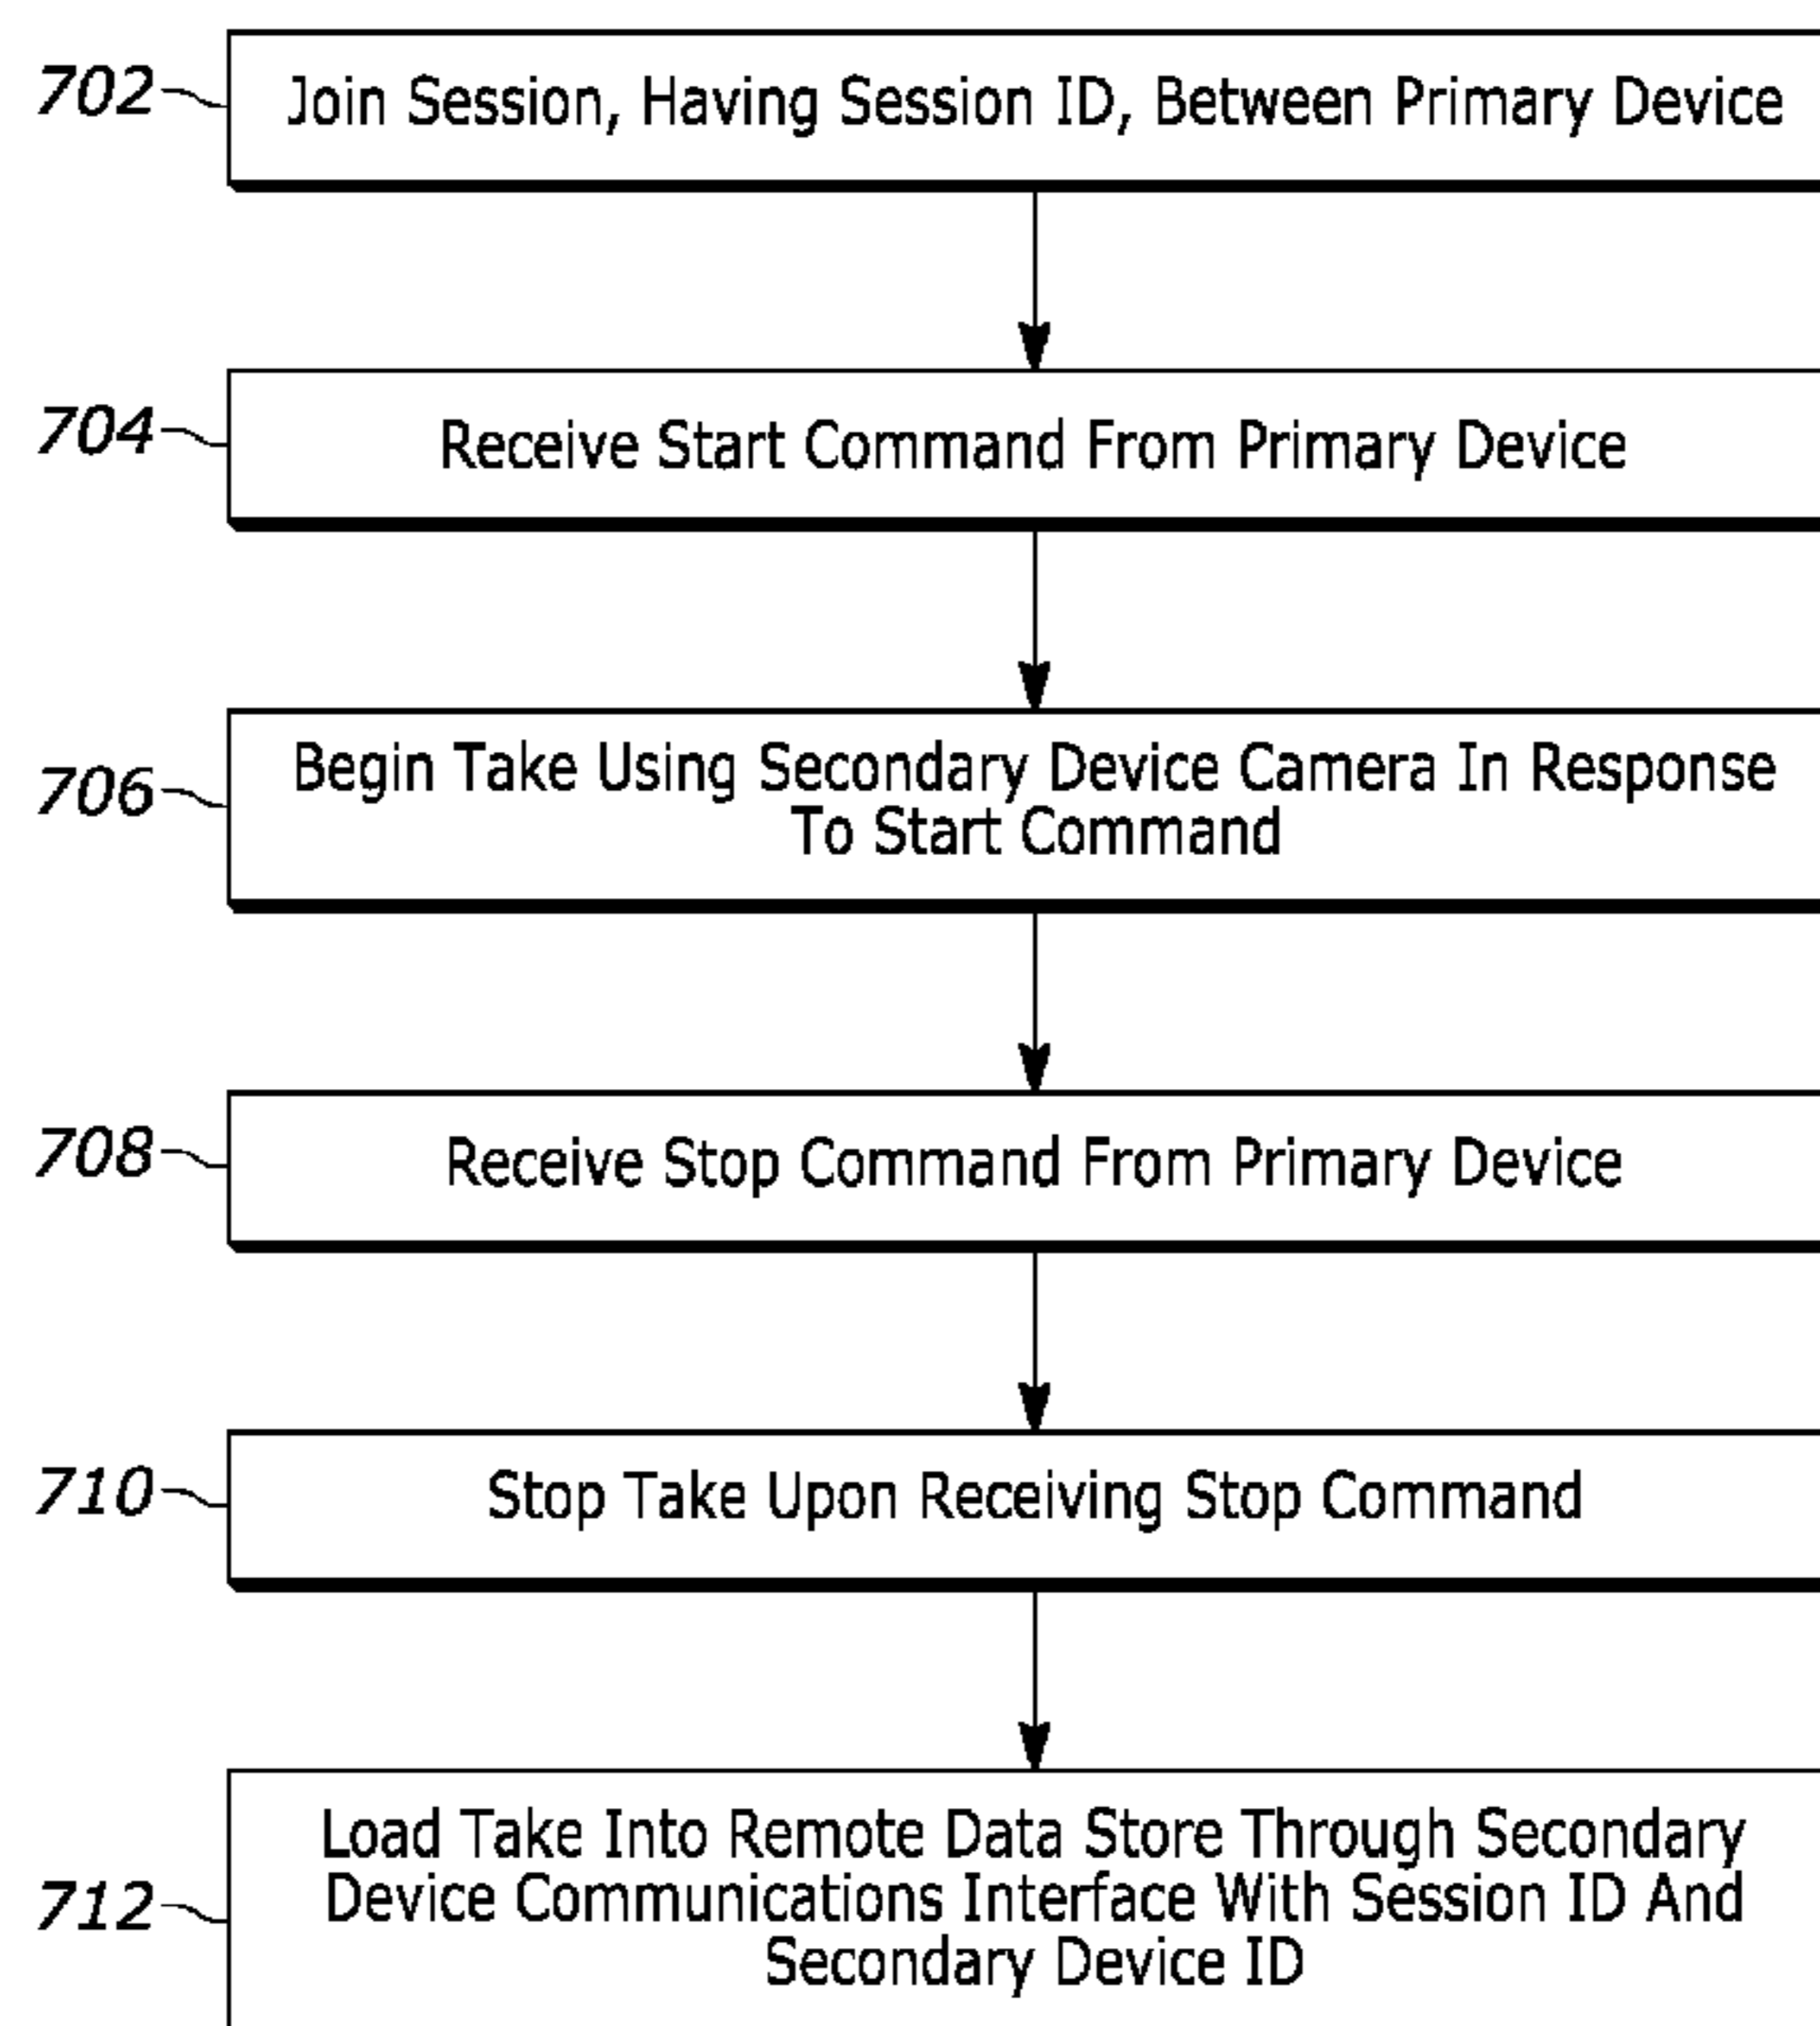 702
Join Session, Having Session ID, Between Primary Device
704
Receive Start Command From Primary Device
706
Begin Take Using Secondary Device Camera In Response
To Start Command
708
Receive Stop Command From Primary Device
710
Stop Take Upon Receiving Stop Command
712
Load Take Into Remote Data Store Through Secondary
Device Communications Interface With Session ID And
Secondary Device ID